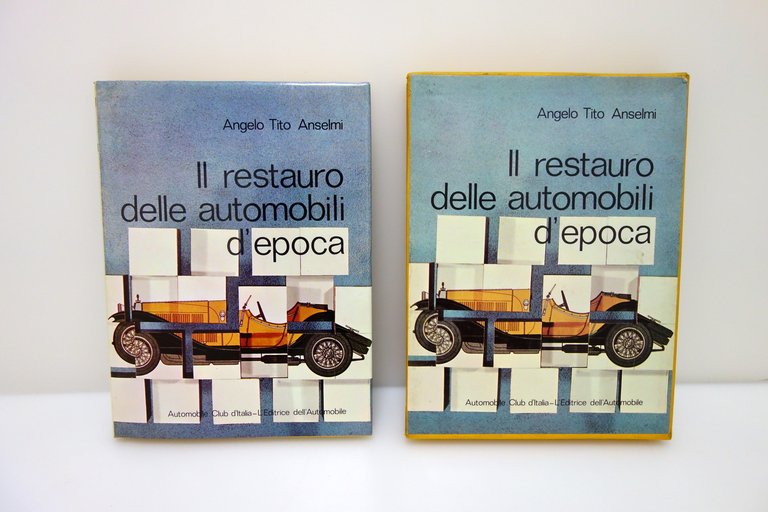 Angelo Tito Anselmi
Il restauro
delle automobili
d'epoca
Automobile Club d'Italia-L'Editrice dell'Automobile
Angelo Tito Anselmi
Il restauro
delle automobili
d'epoca
Automobile Club d'Italia-L'Editrice dell'Automobile